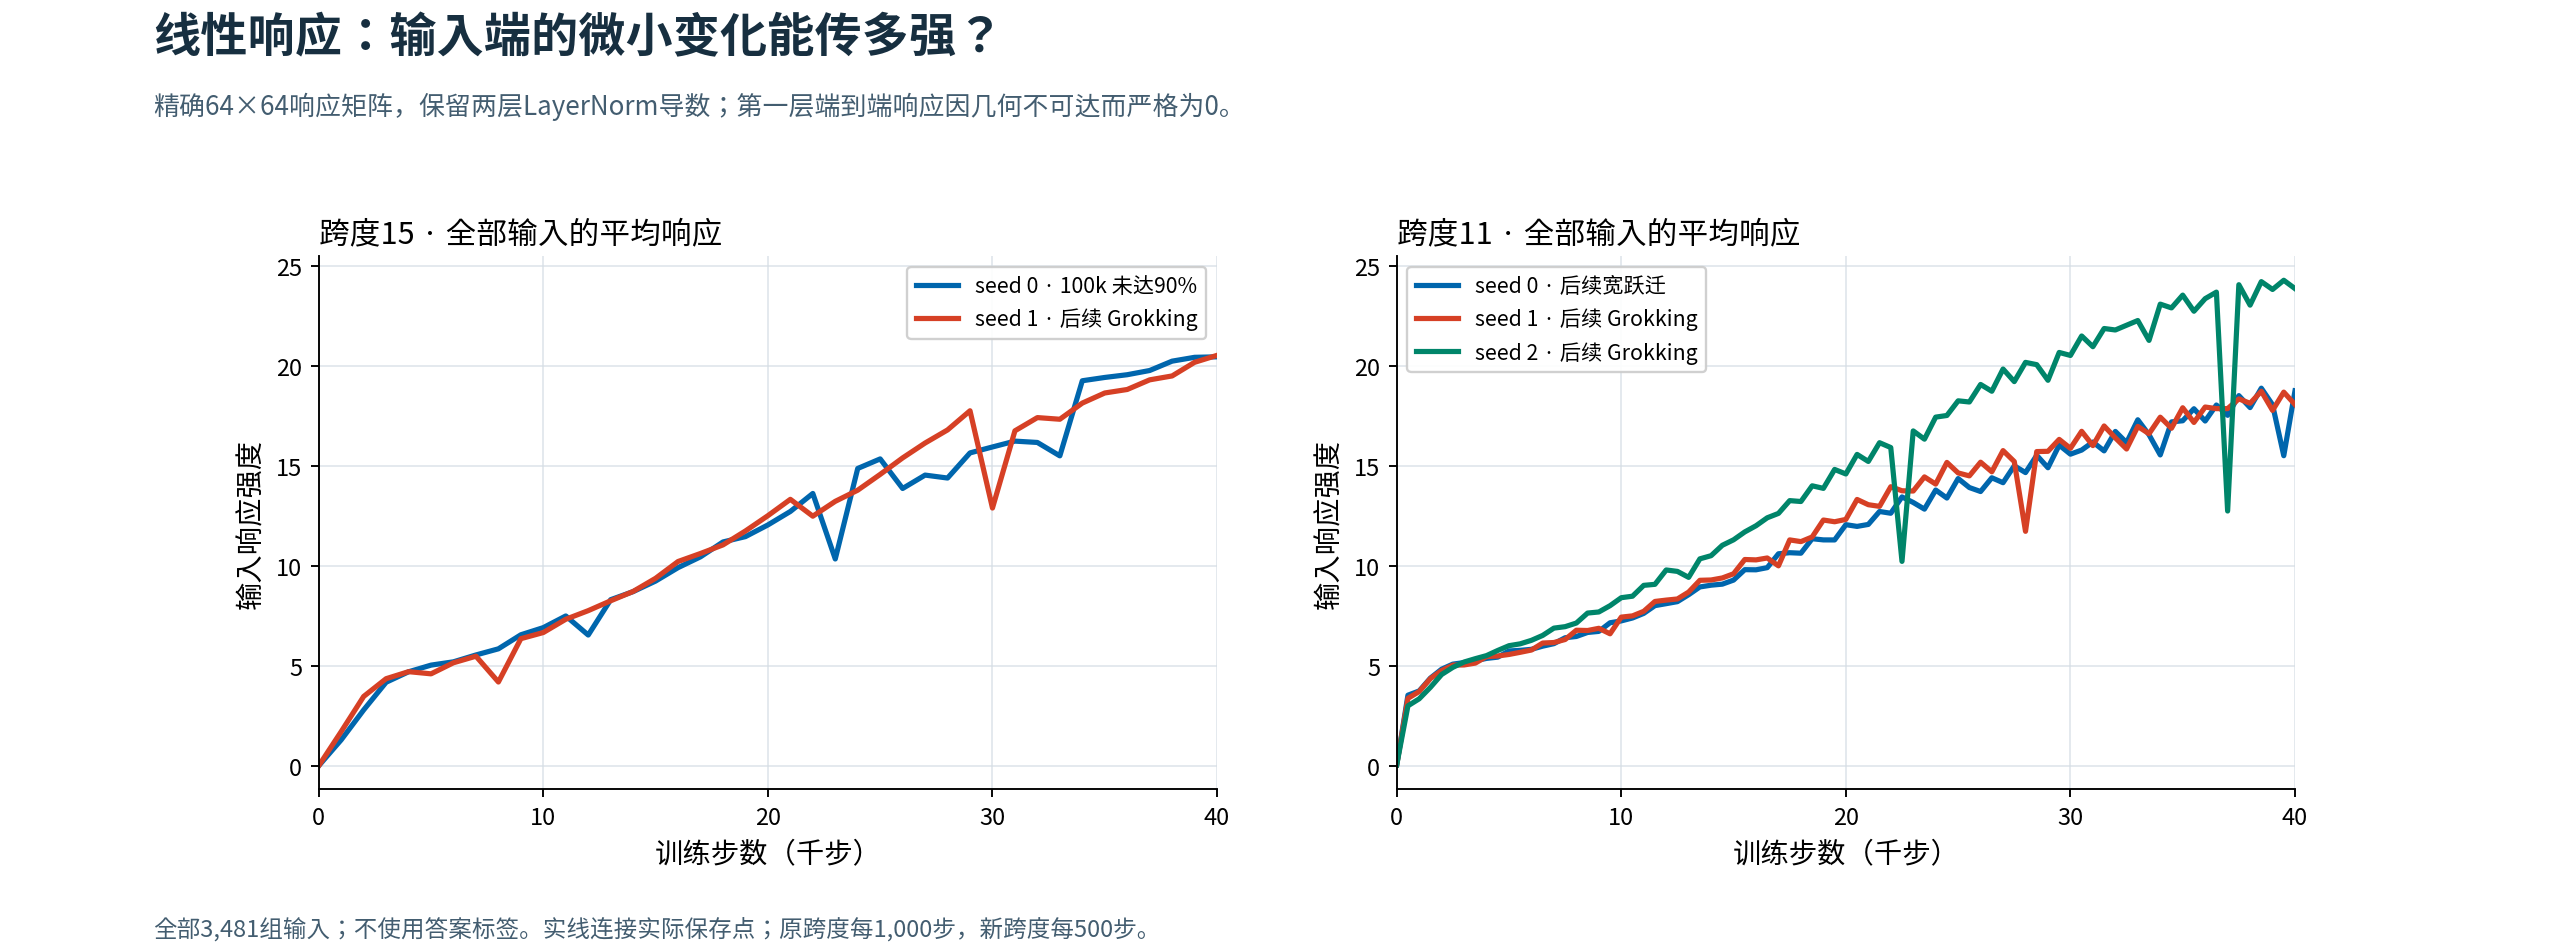 线性响应：输入端的微小变化能传多强？
精确64×64响应矩阵，保留两层LayerNorm导数；第一层端到端响应因几何不可达而严格为0。
跨度15 · 全部输入的平均响应
25
20
15
10
5
0
输入响应强度
seed 0 · 100k 未达90%
seed 1 · 后续 Grokking
0 10 20 30 40
训练步数（千步）
跨度11 · 全部输入的平均响应
25
20
15
10
5
0
输入响应强度
seed 0 · 后续宽跃迁
seed 1 · 后续 Grokking
seed 2 · 后续 Grokking
0 10 20 30 40
训练步数（千步）
全部3,481组输入；不使用答案标签。实线连接实际保存点；原跨度每1,000步，新跨度每500步。